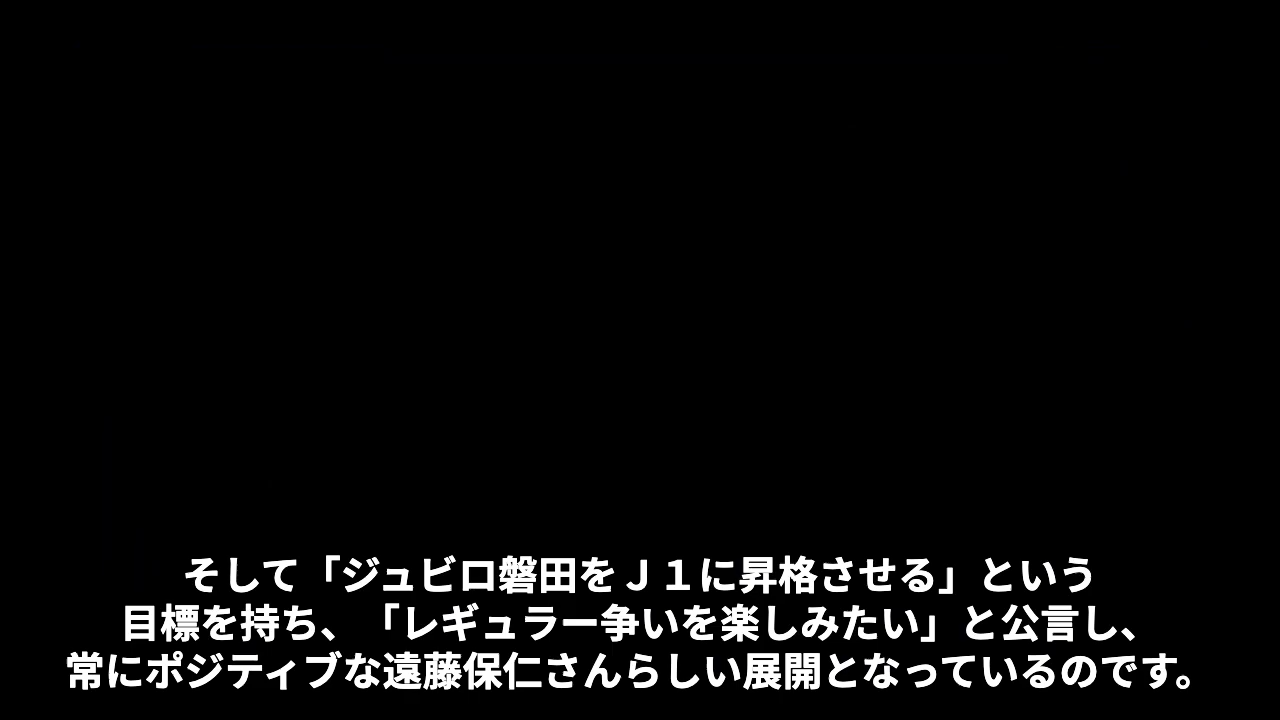 そして「ジュビロ磐田をＪ１に昇格させる」という
目標を持ち、「レギュラー争いを楽しみたい」と公言し、
常にポジティブな遠藤保仁さんらしい展開となっているのです。